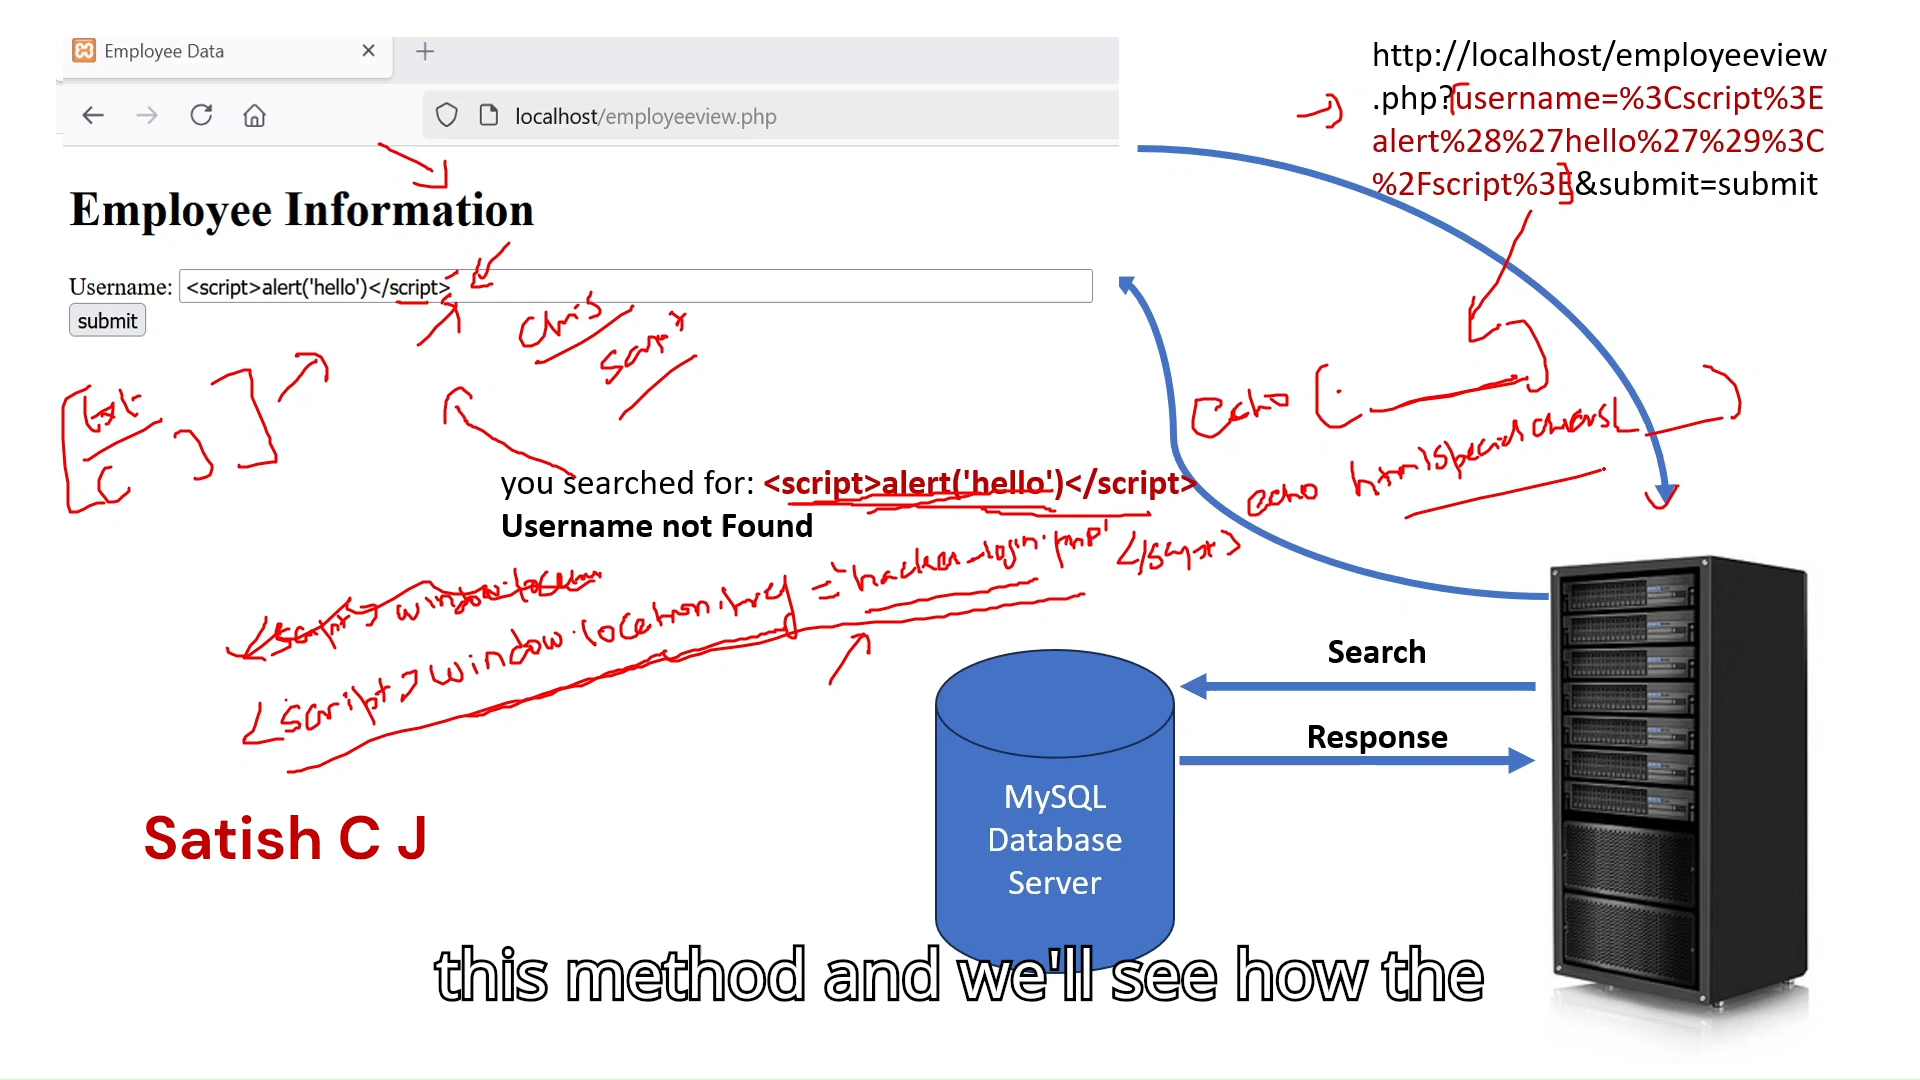 Employee Data
localhost/employeeview.php
http://localhost/employeeview
.php?username=%3Cscript%3E
alert%28%27hello%27%29%3C
%2Fscript%3E&submit=submit
Employee Information
Username: <script>alert('hello')</script>
submit
Chris
Echo
echo htmlspecialchars(
you searched for: <script>alert('hello')</script>
Username not Found
<script> window.
<script>window.location.href = 'hacker_login.php' </script>
Search
Response
MySQL
Database
Server
Satish C J
this method and we'll see how the